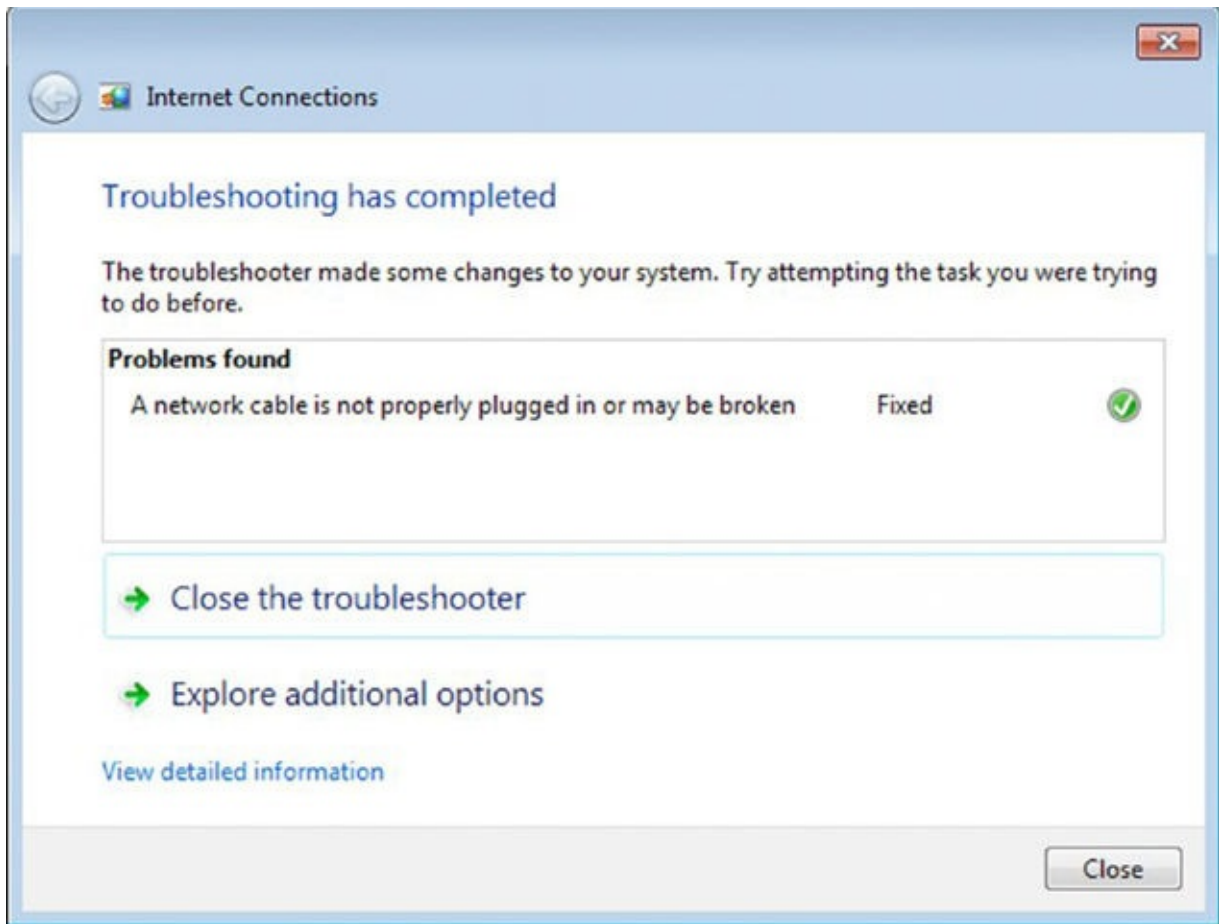 Internet Connections
Troubleshooting has completed
The troubleshooter made some changes to your system. Try attempting the task you were trying
to do before.
Problems found
A network cable is not properly plugged in or may be broken Fixed
Close the troubleshooter
Explore additional options
View detailed information
Close